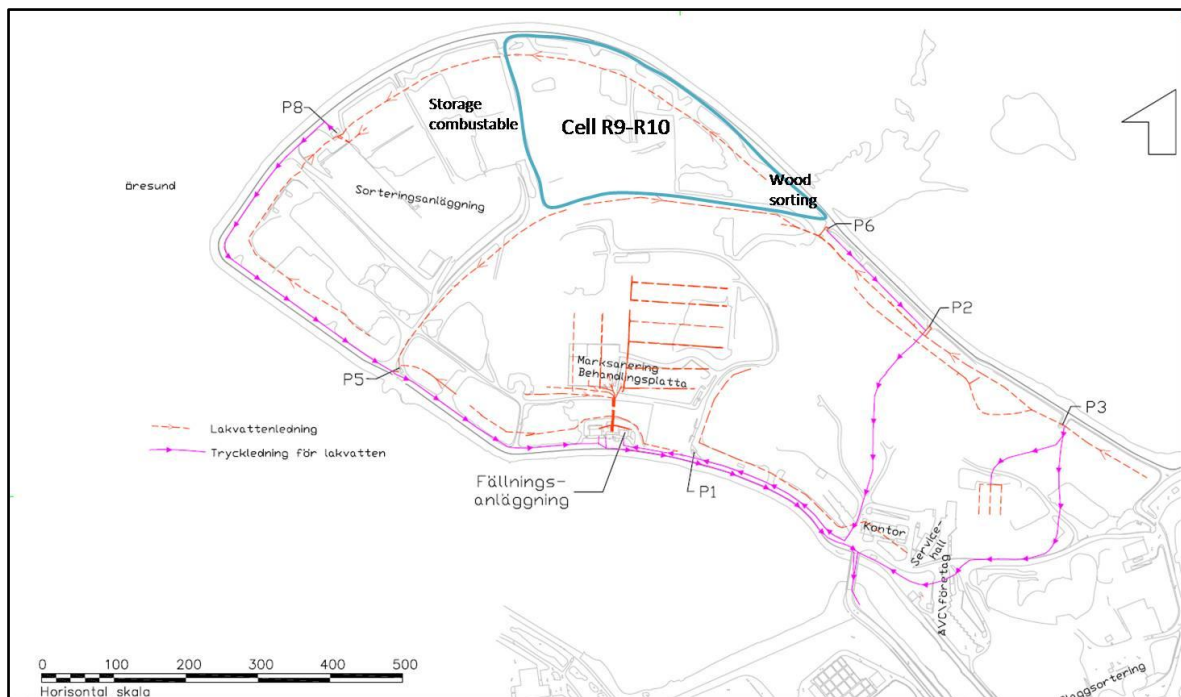 P8
Storage
combustable
Cell R9-R10
Wood
sorting
öresund
Sorteringsanläggning
P6
P2
Marksanering
Behandlingsplatta
P5
P3
Lakvattenledning
Tryckledning för lakvatten
Fällnings-
anläggning
P1
Kontor
Service-
hall
ÅVC\företag
0 100 200 300 400 500
Horisontal skala